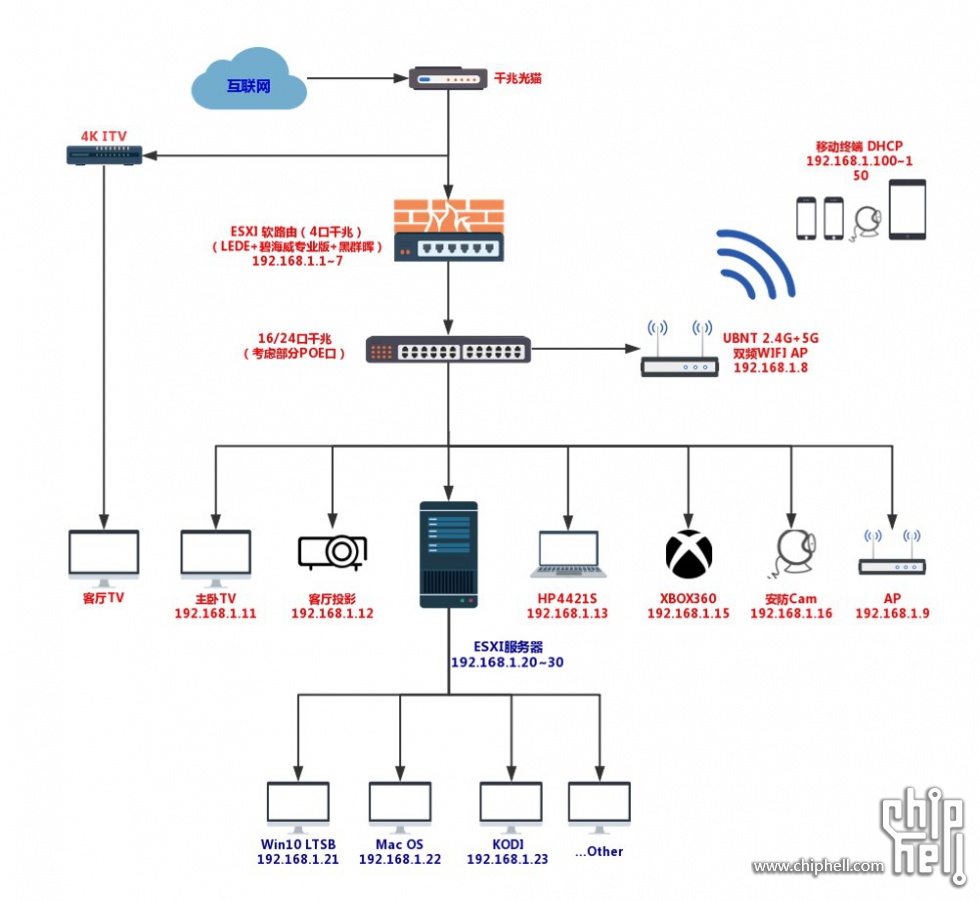 互联网
千兆光猫
4K ITV
移动终端 DHCP
192.168.1.100~1
50
ESXI 软路由（4口千兆）
（LEDE+碧海威专业版+黑群晖）
192.168.1.1~7
16/24口千兆
（考虑部分POE口）
UBNT 2.4G+5G
双频WIFI AP
192.168.1.8
客厅TV
主卧TV
192.168.1.11
客厅投影
192.168.1.12
HP4421S
192.168.1.13
XBOX360
192.168.1.15
安防Cam
192.168.1.16
AP
192.168.1.9
ESXI服务器
192.168.1.20~30
Win10 LTSB
192.168.1.21
Mac OS
192.168.1.22
KODI
192.168.1.23
...Other
www.chiphell.com
chip
hell